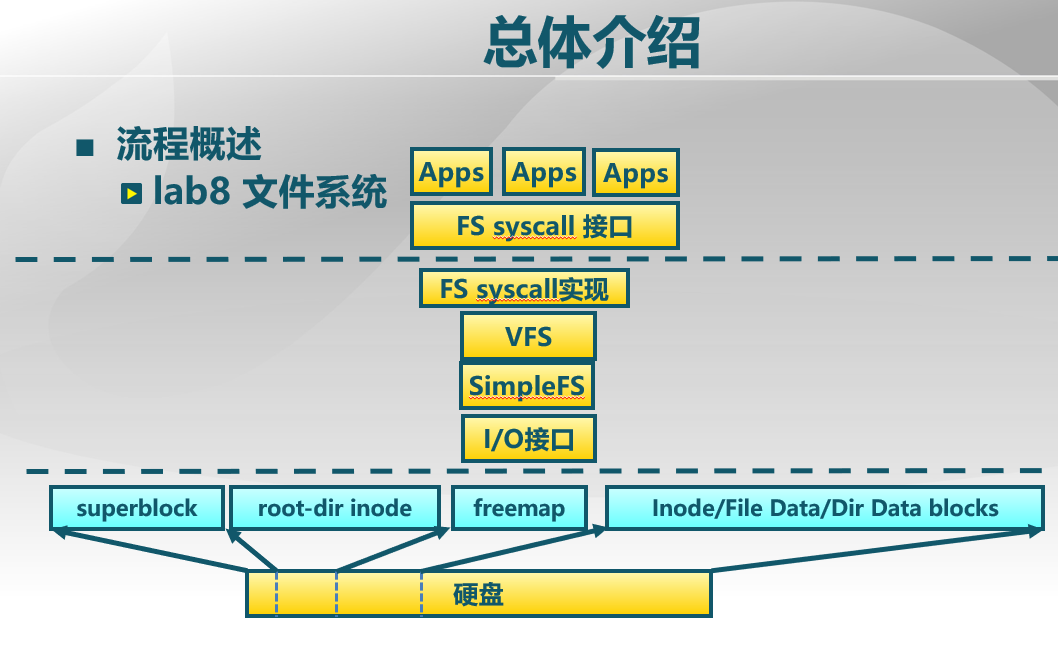 总体介绍
流程概述
lab8 文件系统
Apps Apps Apps
FS syscall 接口
FS syscall实现
VFS
SimpleFS
I/O接口
superblock root-dir inode freemap Inode/File Data/Dir Data blocks
硬盘